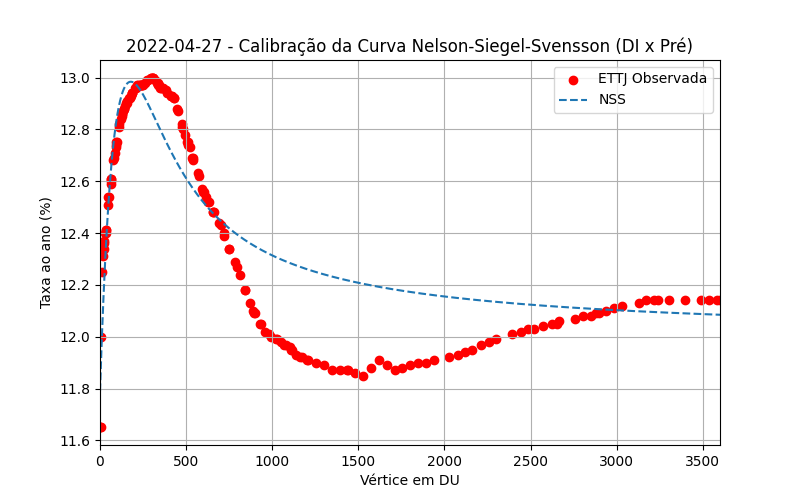 2022-04-27 - Calibração da Curva Nelson-Siegel-Svensson (DI x Pré)
ETTJ Observada
NSS
Taxa ao ano (%)
13.0
12.8
12.6
12.4
12.2
12.0
11.8
11.6
0 500 1000 1500 2000 2500 3000 3500
Vértice em DU